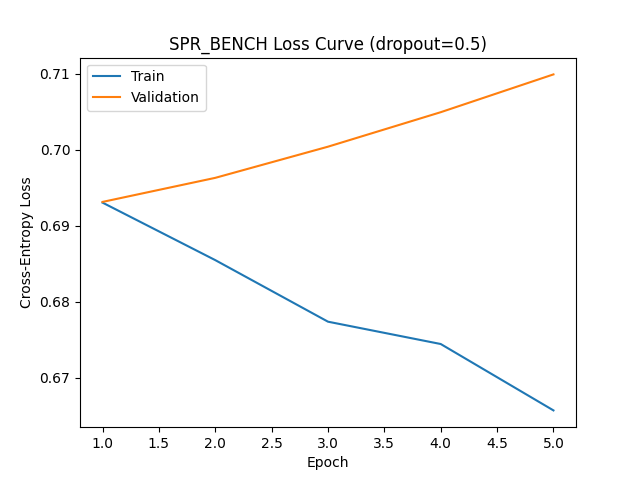 SPR_BENCH Loss Curve (dropout=0.5)
Train
Validation
Cross-Entropy Loss
0.71
0.70
0.69
0.68
0.67
1.0 1.5 2.0 2.5 3.0 3.5 4.0 4.5 5.0
Epoch